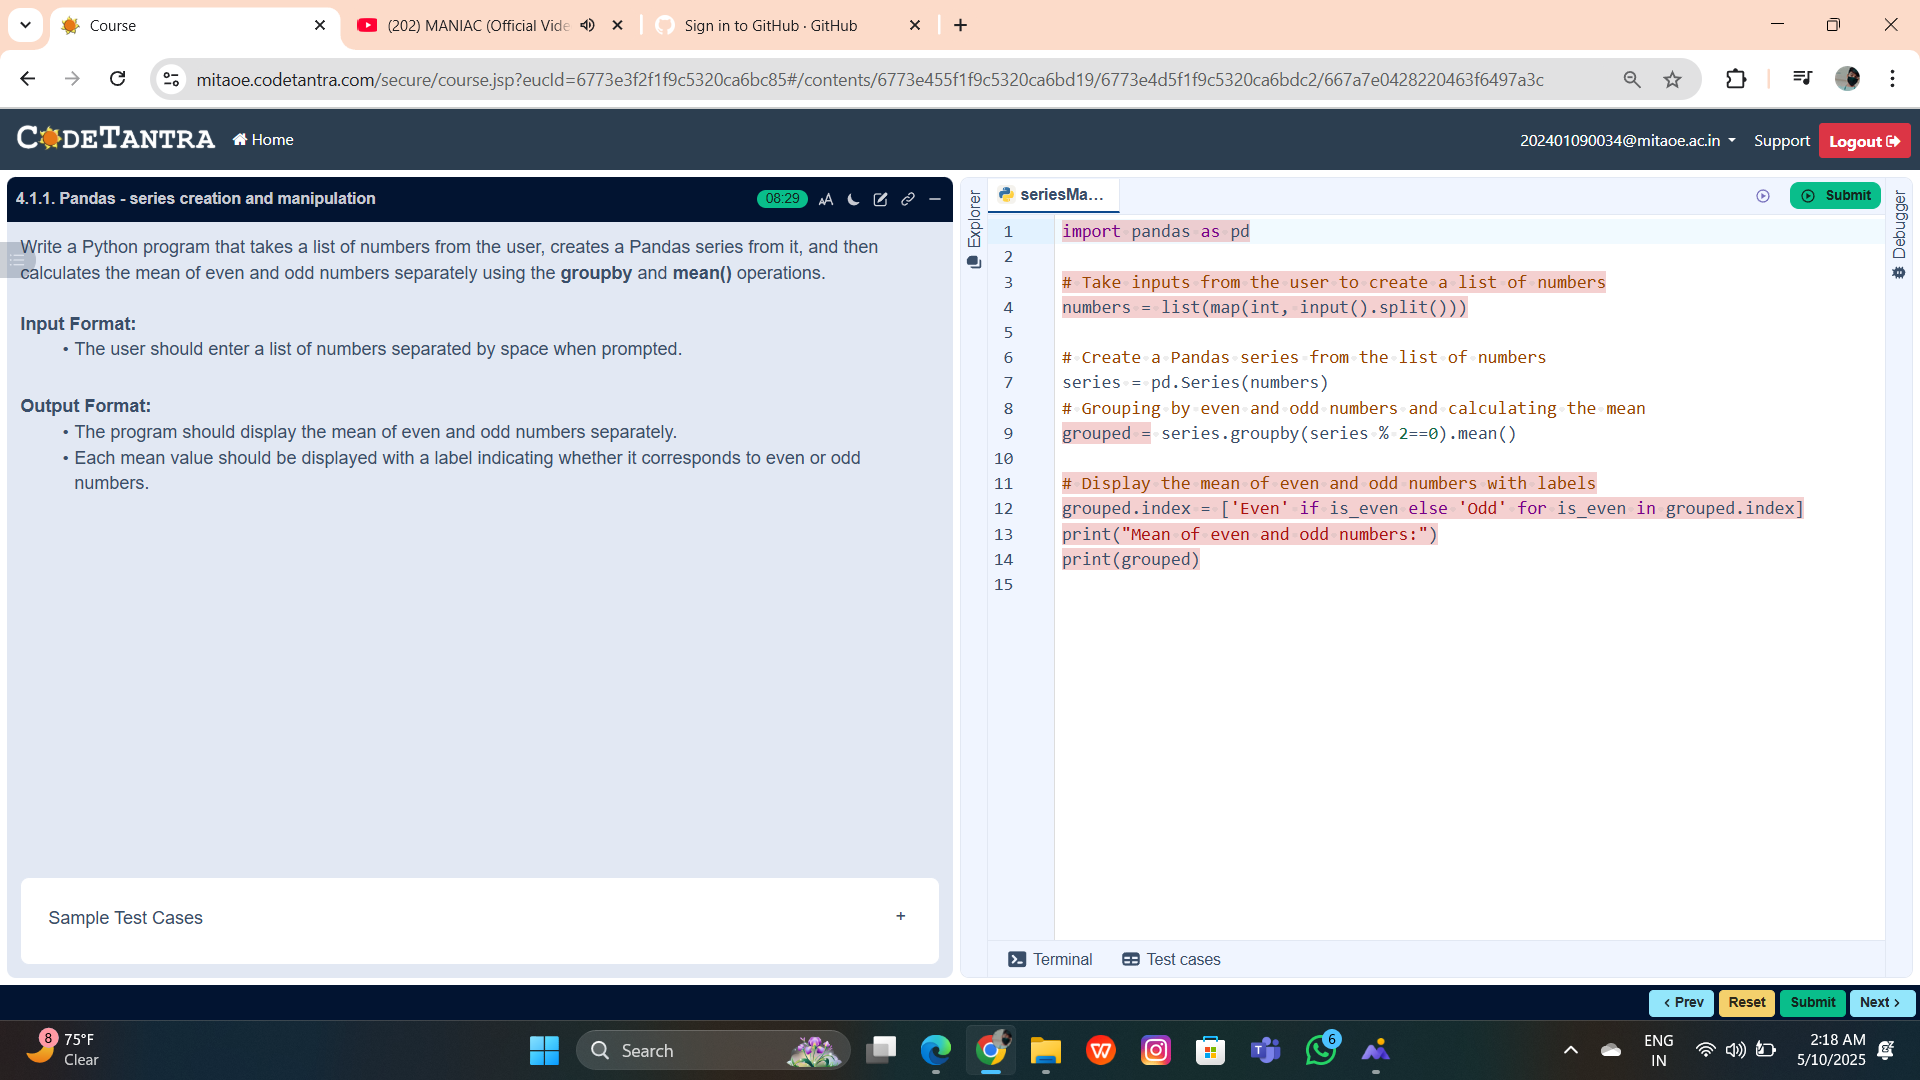 Course
(202) MANIAC (Official Vide
Sign in to GitHub · GitHub
mitaoe.codetantra.com/secure/course.jsp?eucId=6773e3f2f1f9c5320ca6bc85#/contents/6773e455f1f9c5320ca6bd19/6773e4d5f1f9c5320ca6bdc2/667a7e0428220463f6497a3c
CODETANTRA
Home
202401090034@mitaoe.ac.in
Support
Logout
4.1.1. Pandas - series creation and manipulation
08:29
AA
Write a Python program that takes a list of numbers from the user, creates a Pandas series from it, and then
calculates the mean of even and odd numbers separately using the groupby and mean() operations.
Input Format:
• The user should enter a list of numbers separated by space when prompted.
Output Format:
• The program should display the mean of even and odd numbers separately.
• Each mean value should be displayed with a label indicating whether it corresponds to even or odd
numbers.
Sample Test Cases
+
Explorer
seriesMa...
Submit
Debugger
1 import pandas as pd
2
3 # Take inputs from the user to create a list of numbers
4 numbers = list(map(int, input().split()))
5
6 # Create a Pandas series from the list of numbers
7 series = pd.Series(numbers)
8 # Grouping by even and odd numbers and calculating the mean
9 grouped = series.groupby(series % 2==0).mean()
10
11 # Display the mean of even and odd numbers with labels
12 grouped.index = ['Even' if is_even else 'Odd' for is_even in grouped.index]
13 print("Mean of even and odd numbers:")
14 print(grouped)
15
Terminal
Test cases
< Prev
Reset
Submit
Next >
8
75°F
Clear
Search
6
ENG
IN
2:18 AM
5/10/2025